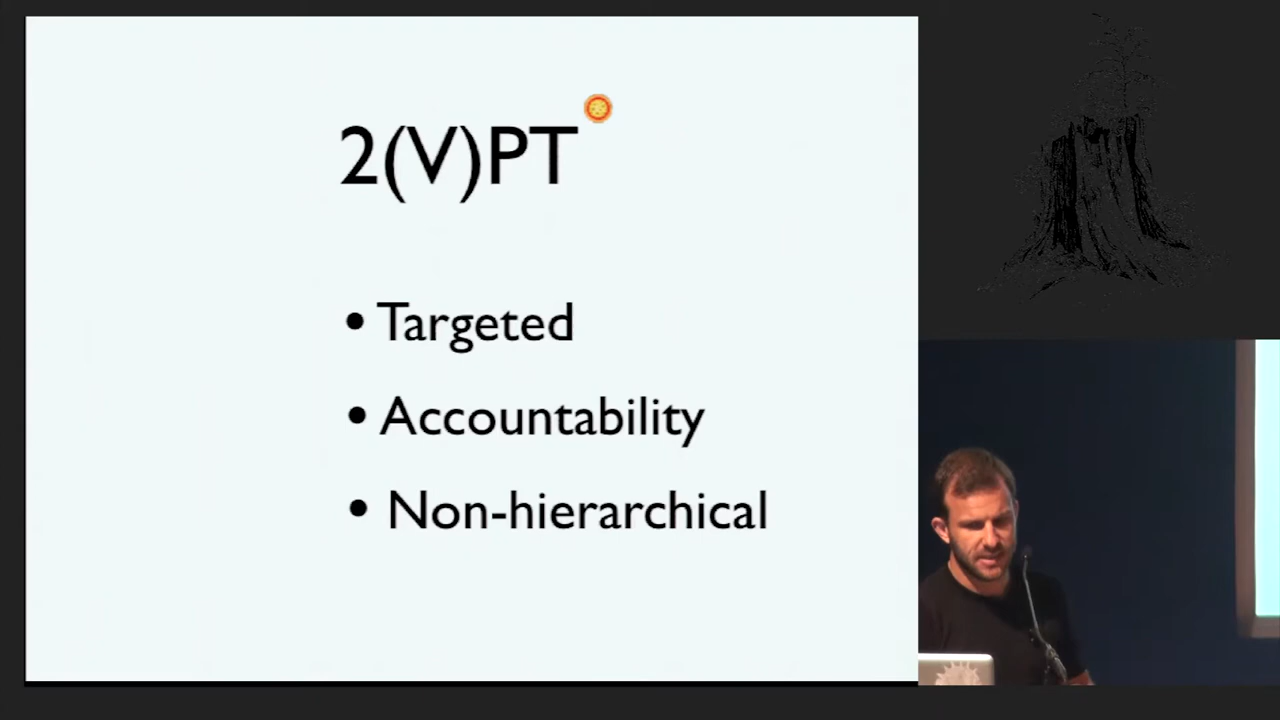 2(V)PT
• Targeted
• Accountability
• Non-hierarchical